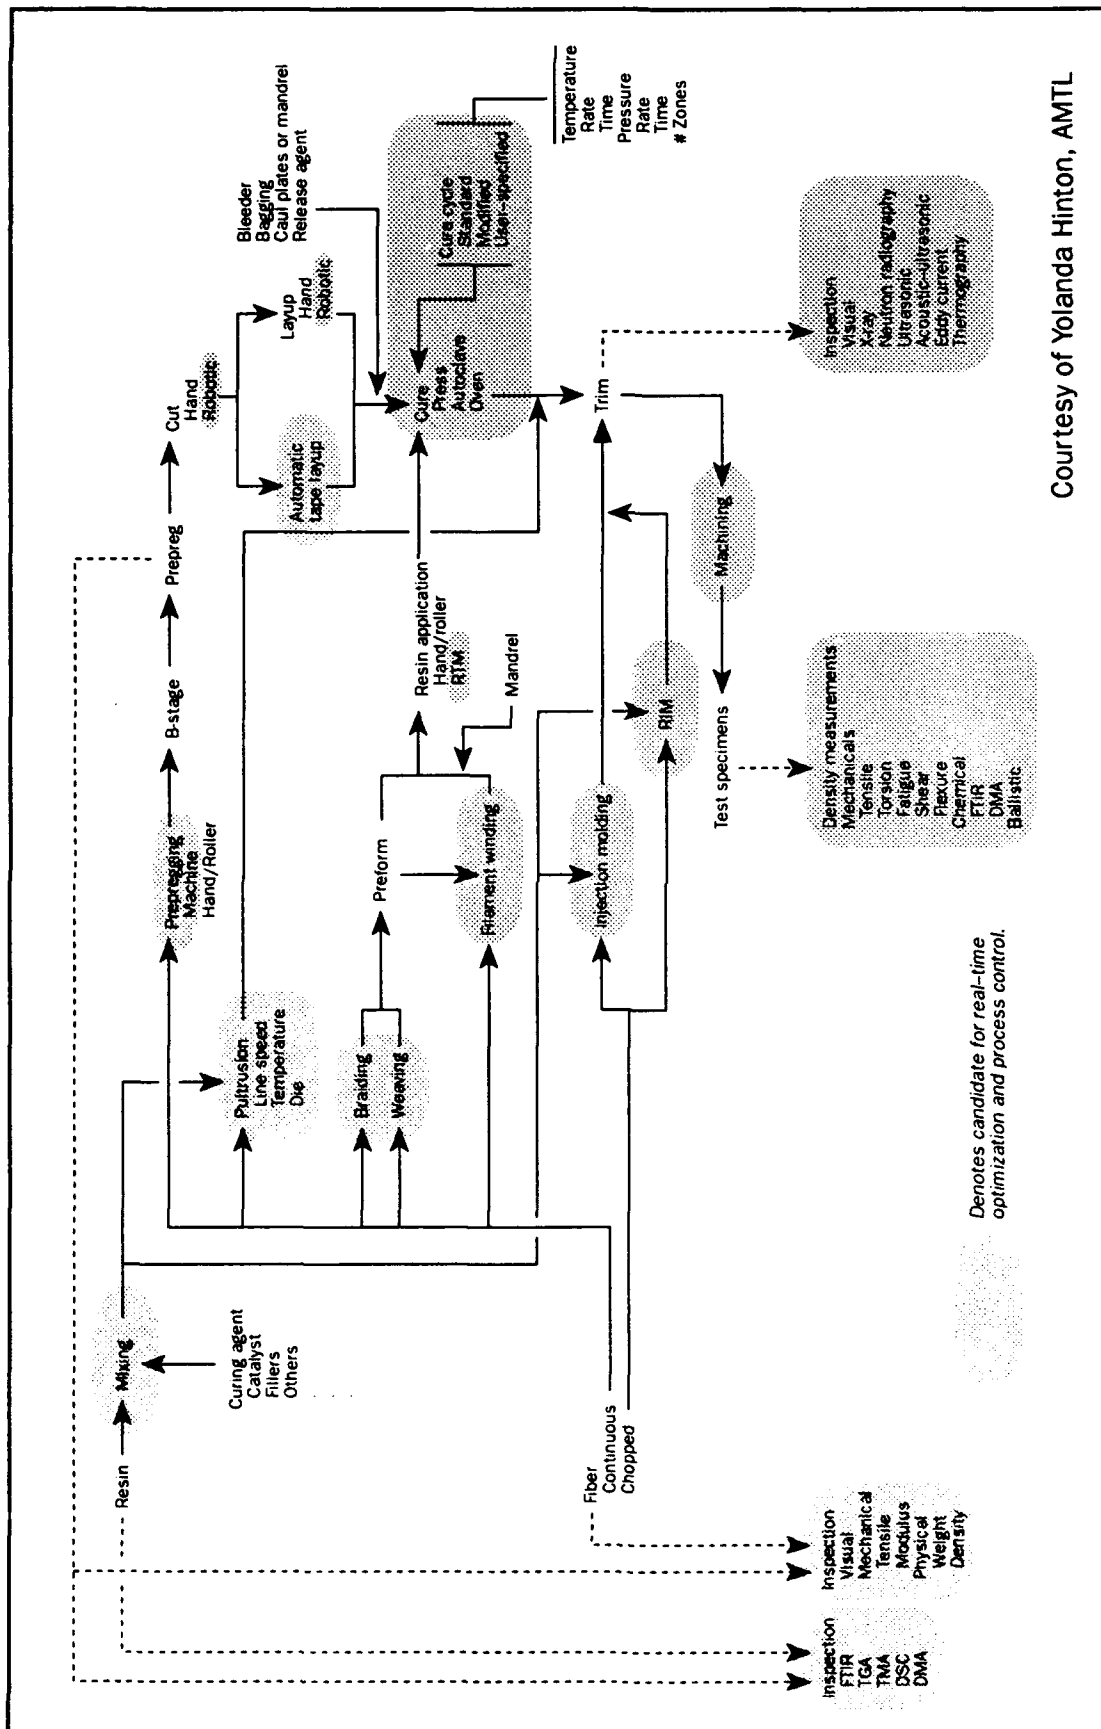 Resin
Mixing
Curing agent
Catalyst
Fillers
Others
Prepregging
Machine
Hand/Roller
B-stage
Prepreg
Cut
Hand
Robotic
Automatic
tape layup
Layup
Hand
Robotic
Bleeder
Bagging
Caul plates or mandrel
Release agent
Pultrusion
Line speed
Temperature
Die
Braiding
Weaving
Preform
Filament winding
Mandrel
Resin application
Hand/roller
RTM
Cure
Press
Autoclave
Oven
Cure cycle
Standard
Modified
User-specified
Temperature
Rate
Time
Pressure
Rate
Time
# Zones
Fiber
Continuous
Chopped
Injection molding
RIM
Trim
Machining
Test specimens
Inspection
FTIR
TGA
TMA
DSC
DMA
Inspection
Visual
Mechanical
Tensile
Modulus
Physical
Weight
Density
Density measurements
Mechanicals
Tensile
Torsion
Fatigue
Shear
Flexure
Chemical
FTIR
DMA
Ballistic
Inspection
Visual
X-ray
Neutron radiography
Ultrasonic
Acoustic-ultrasonic
Eddy current
Thermography
Denotes candidate for real-time
optimization and process control.
Courtesy of Yolanda Hinton, AMTL